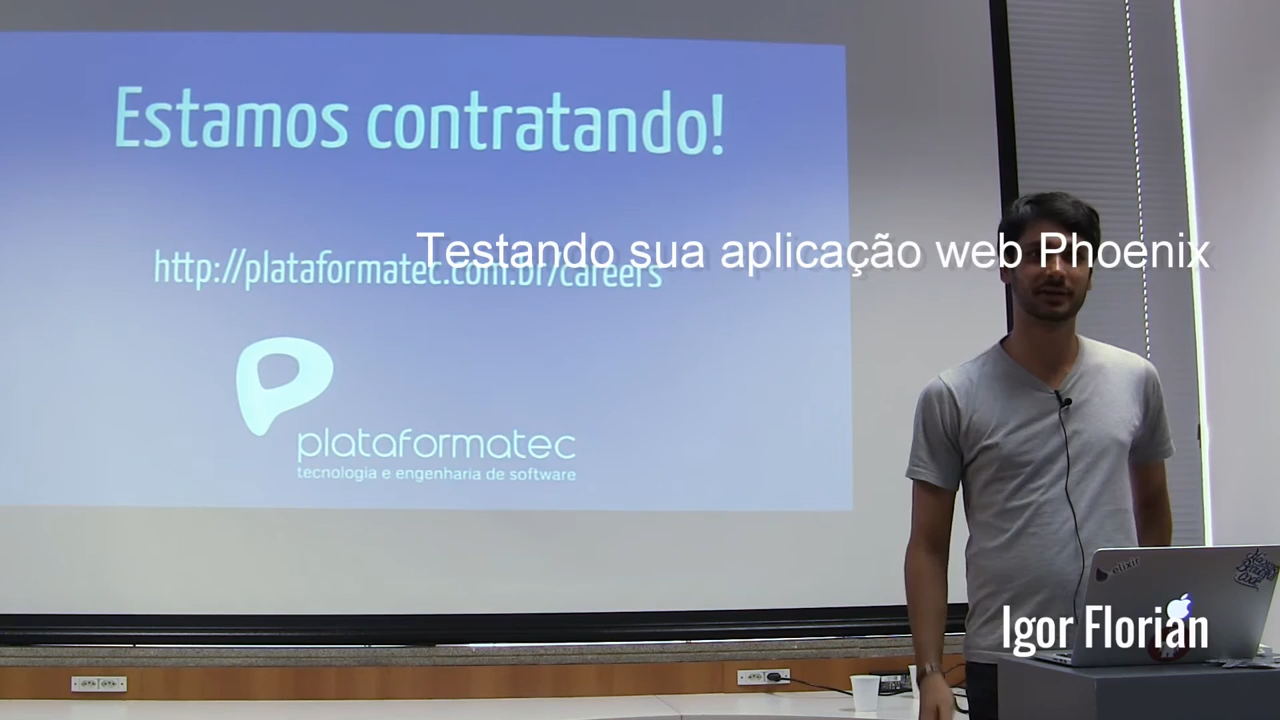 Estamos contratando!
Testando sua aplicação web Phoenix
http://plataformatec.com.br/careers
plataformatec
tecnologia e engenharia de software
elixir
Igor Florian